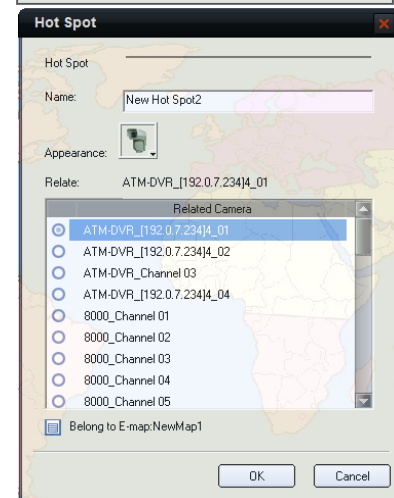 Hot Spot
Hot Spot
Name: New Hot Spot2
Appearance:
Relate: ATM-DVR_[192.0.7.234]4_01
Related Camera
ATM-DVR_[192.0.7.234]4_01
ATM-DVR_[192.0.7.234]4_02
ATM-DVR_Channel 03
ATM-DVR_[192.0.7.234]4_04
8000_Channel 01
8000_Channel 02
8000_Channel 03
8000_Channel 04
8000_Channel 05
Belong to E-map:NewMap1
OK Cancel